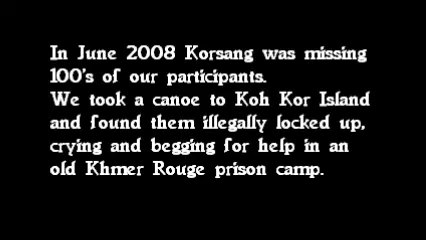 In June 2008 Korsang was missing
100's of our participants.
We took a canoe to Koh Kor Island
and found them illegally locked up,
crying and begging for help in an
old Khmer Rouge prison camp.